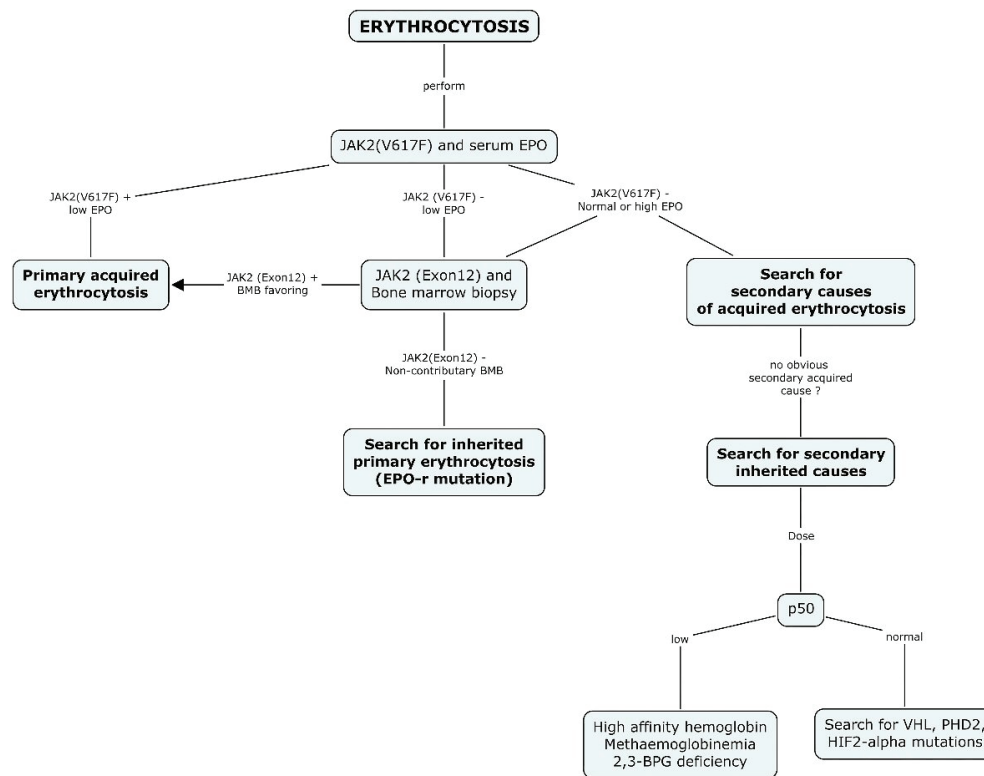 ERYTHROCYTOSIS
perform
JAK2(V617F) and serum EPO
JAK2(V617F) +
low EPO
JAK2 (V617F) -
low EPO
JAK2(V617F) -
Normal or high EPO
Primary acquired
erythrocytosis
JAK2 (Exon12) +
BMB favoring
JAK2 (Exon12) and
Bone marrow biopsy
Search for
secondary causes
of acquired erythrocytosis
JAK2(Exon12) -
Non-contributary BMB
no obvious
secondary acquired
cause ?
Search for inherited
primary erythrocytosis
(EPO-r mutation)
Search for secondary
inherited causes
Dose
p50
low
normal
High affinity hemoglobin
Methaemoglobinemia
2,3-BPG deficiency
Search for VHL, PHD2,
HIF2-alpha mutations